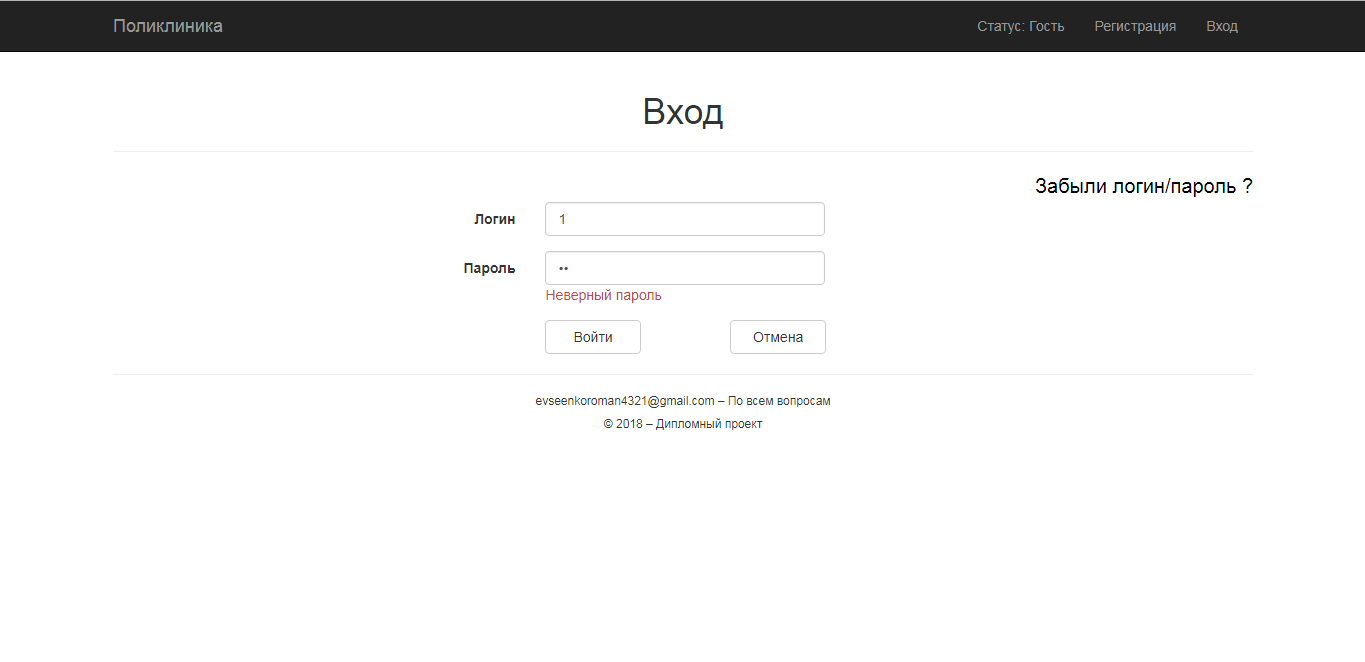 Поликлиника Статус: Гость Регистрация Вход
Вход
Забыли логин/пароль ?
Логин 1
Пароль ••
Неверный пароль
Войти Отмена
evseenkoroman4321@gmail.com – По всем вопросам
© 2018 – Дипломный проект